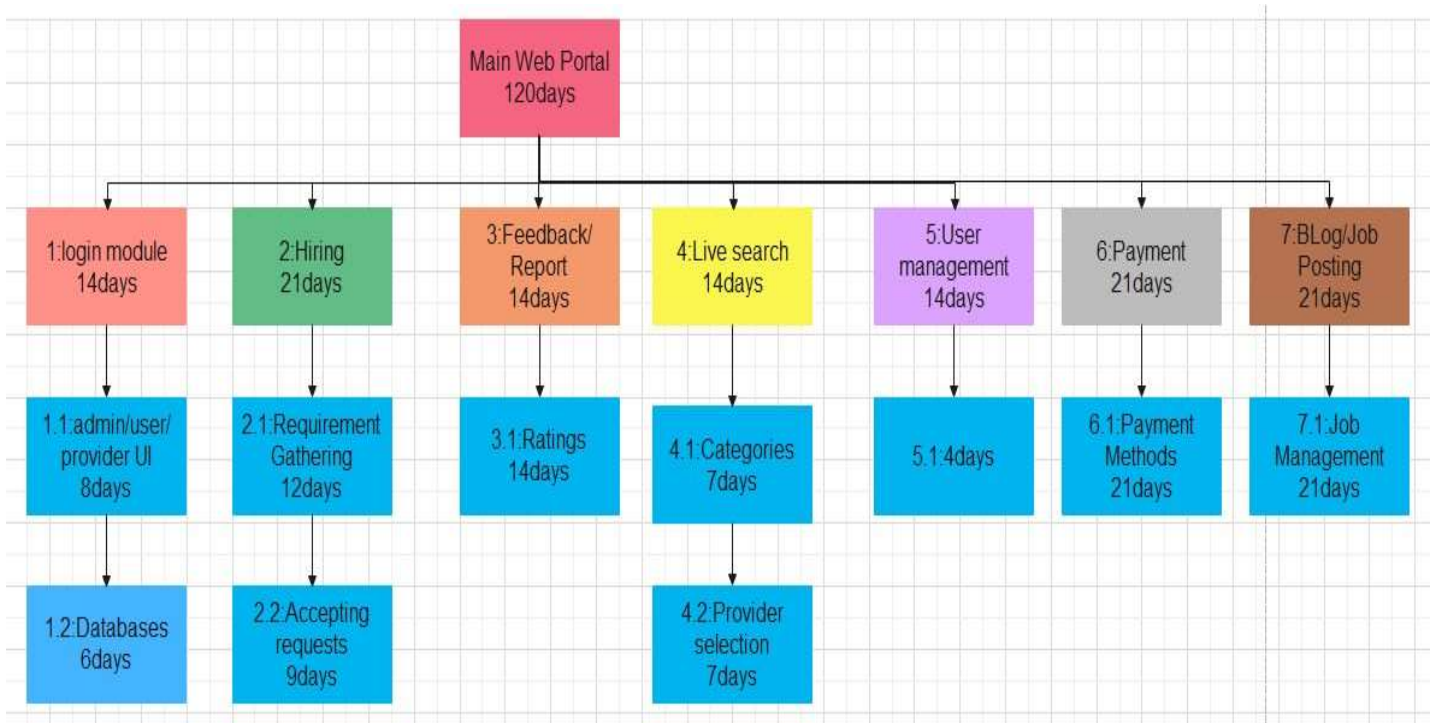 Main Web Portal
120days
1:login module
14days
2:Hiring
21days
3:Feedback/
Report
14days
4:Live search
14days
5:User
management
14days
6:Payment
21days
7:BLog/Job
Posting
21days
1.1:admin/user/
provider UI
8days
2.1:Requirement
Gathering
12days
3.1:Ratings
14days
4.1:Categories
7days
5.1:4days
6.1:Payment
Methods
21days
7.1:Job
Management
21days
1.2:Databases
6days
2.2:Accepting
requests
9days
4.2:Provider
selection
7days